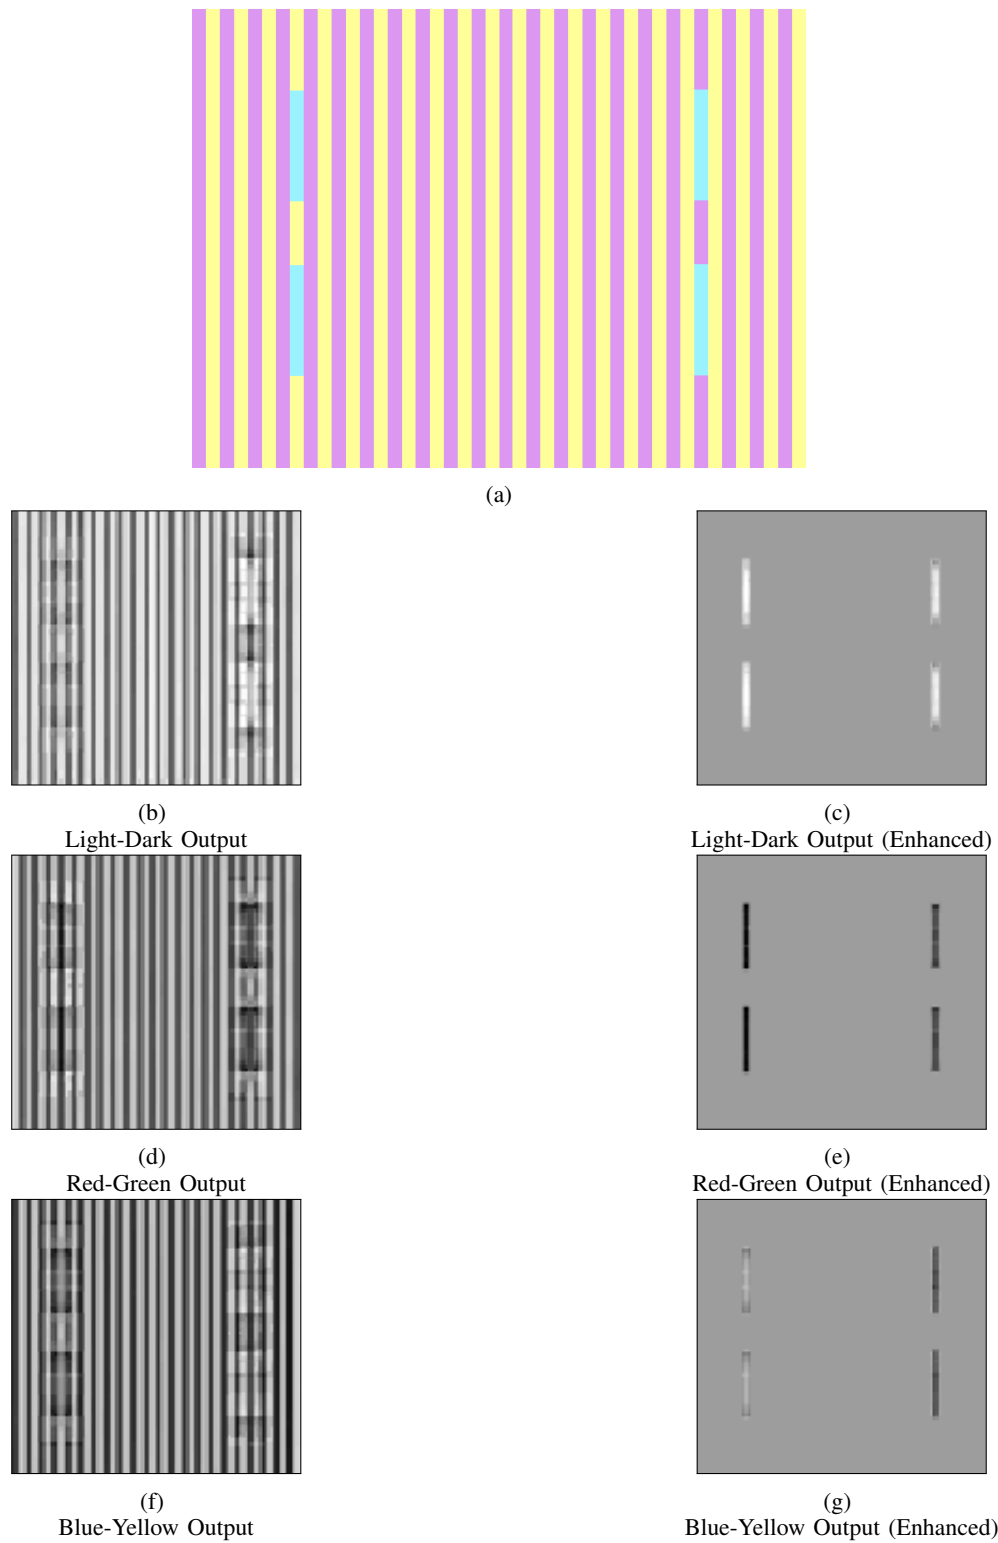 (a)
(b)
Light-Dark Output
(c)
Light-Dark Output (Enhanced)
(d)
Red-Green Output
(e)
Red-Green Output (Enhanced)
(f)
Blue-Yellow Output
(g)
Blue-Yellow Output (Enhanced)